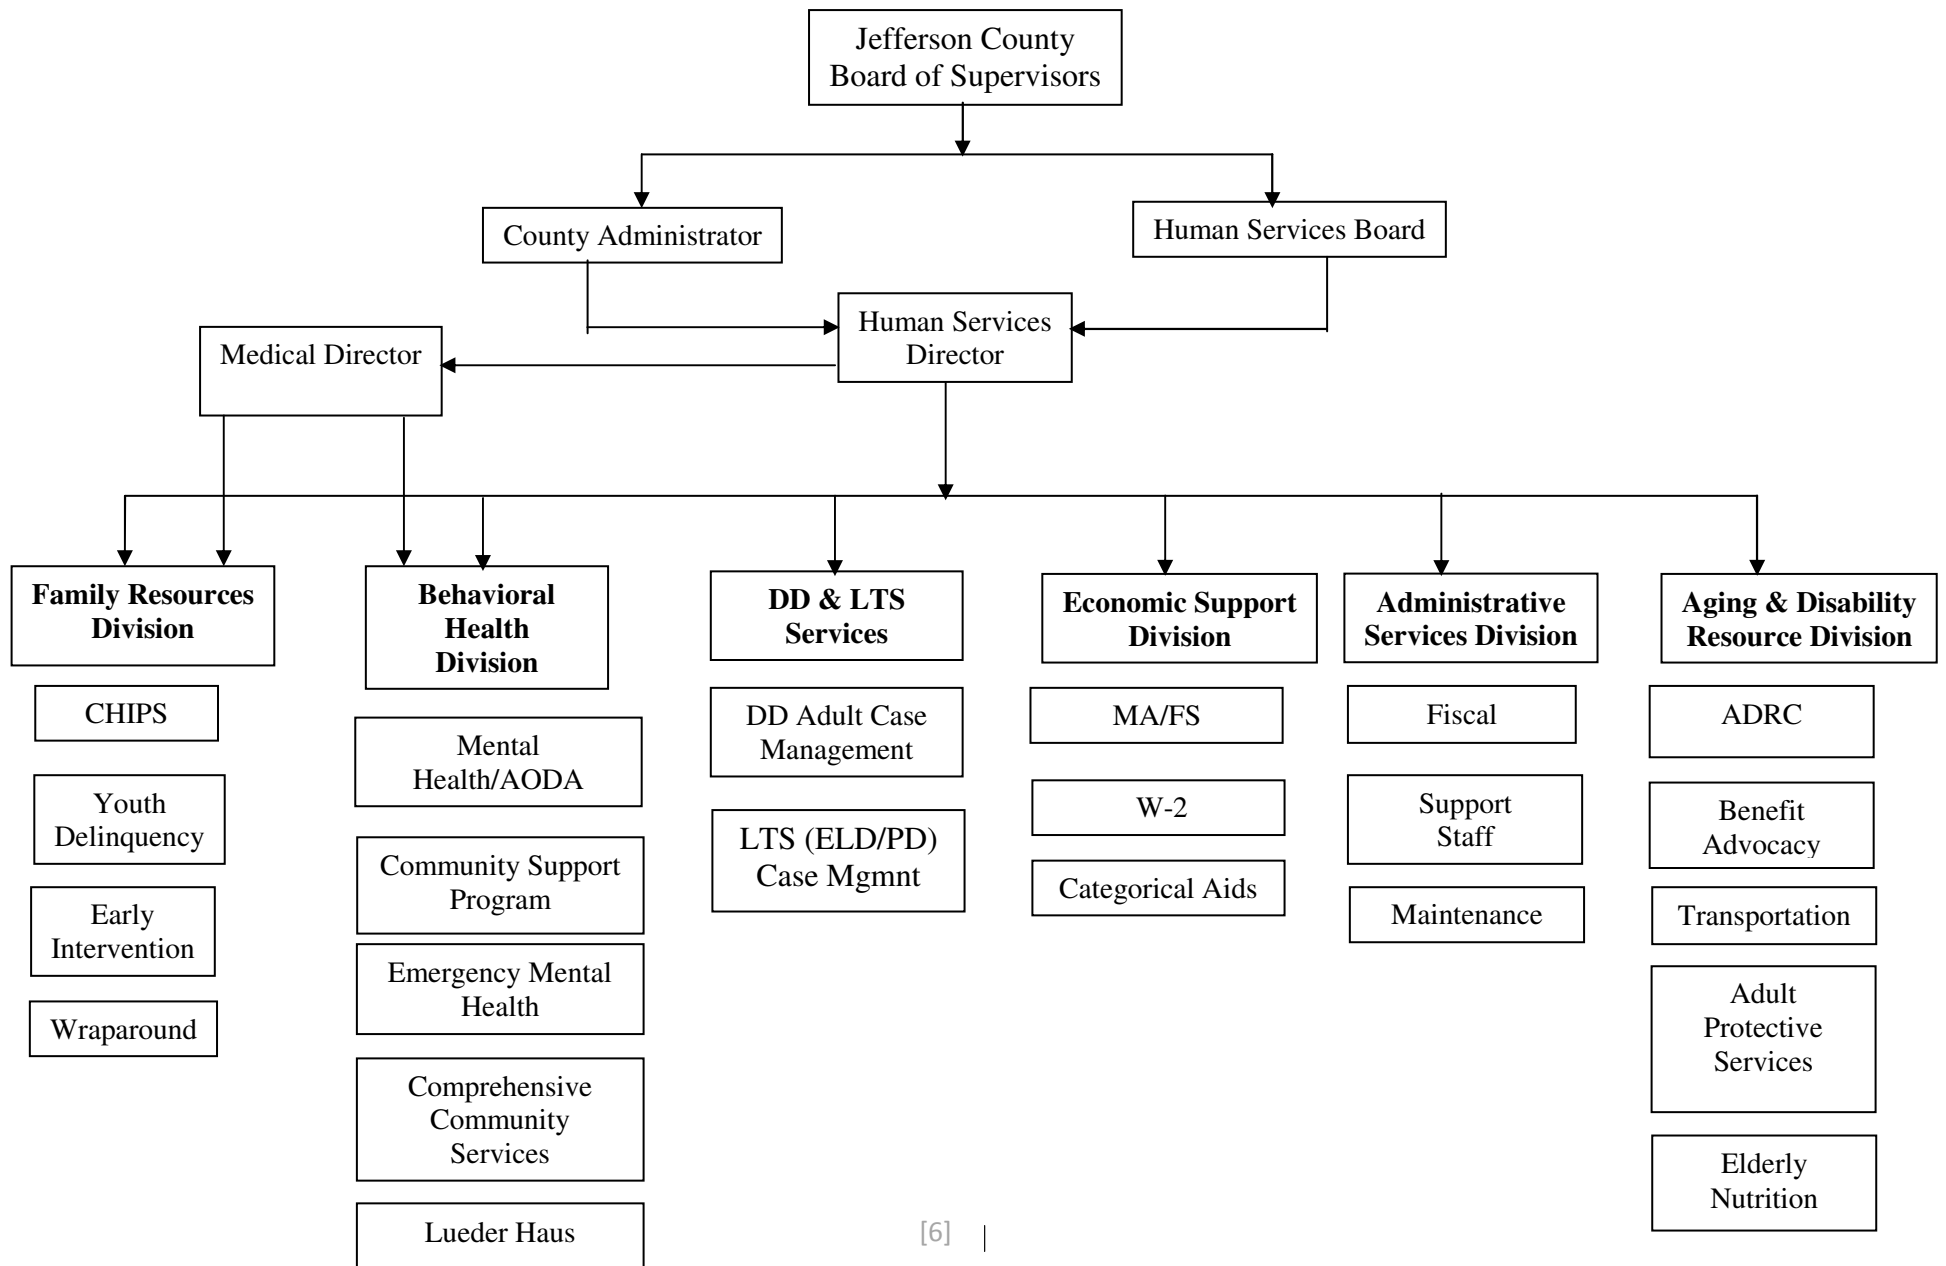 Jefferson County
Board of Supervisors
County Administrator
Human Services Board
Human Services
Director
Medical Director
Family Resources
Division
Behavioral
Health
Division
DD & LTS
Services
Economic Support
Division
Administrative
Services Division
Aging & Disability
Resource Division
CHIPS
Youth
Delinquency
Early
Intervention
Wraparound
Mental
Health/AODA
Community Support
Program
Emergency Mental
Health
Comprehensive
Community
Services
Lueder Haus
DD Adult Case
Management
LTS (ELD/PD)
Case Mgmnt
MA/FS
W-2
Categorical Aids
Fiscal
Support
Staff
Maintenance
ADRC
Benefit
Advocacy
Transportation
Adult
Protective
Services
Elderly
Nutrition
[6] |